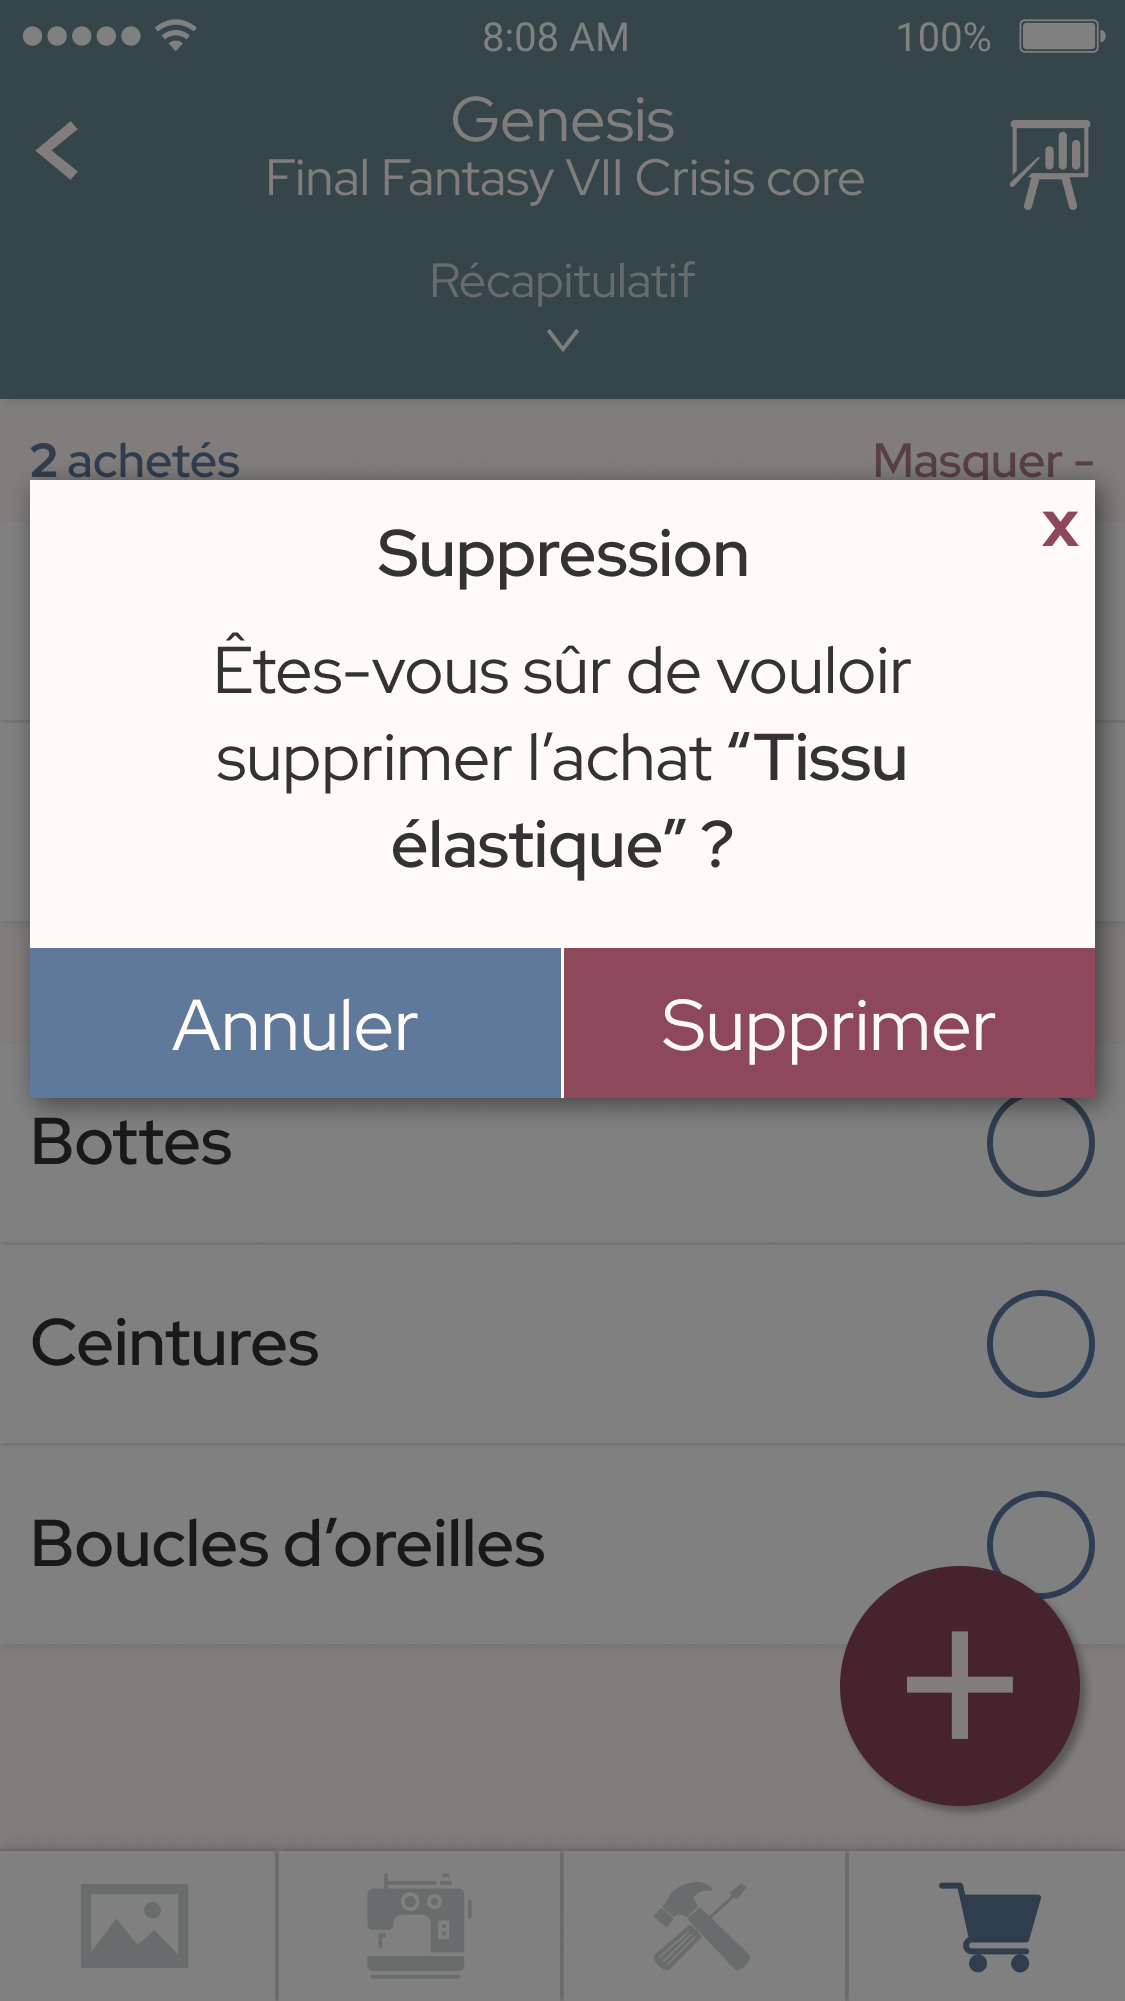 8:08 AM
100%
Genesis
Final Fantasy VII Crisis core
Récapitulatif
2 achetés
Masquer -
x
Suppression
Êtes-vous sûr de vouloir
supprimer l’achat “Tissu
élastique” ?
Annuler
Supprimer
Bottes
Ceintures
Boucles d’oreilles